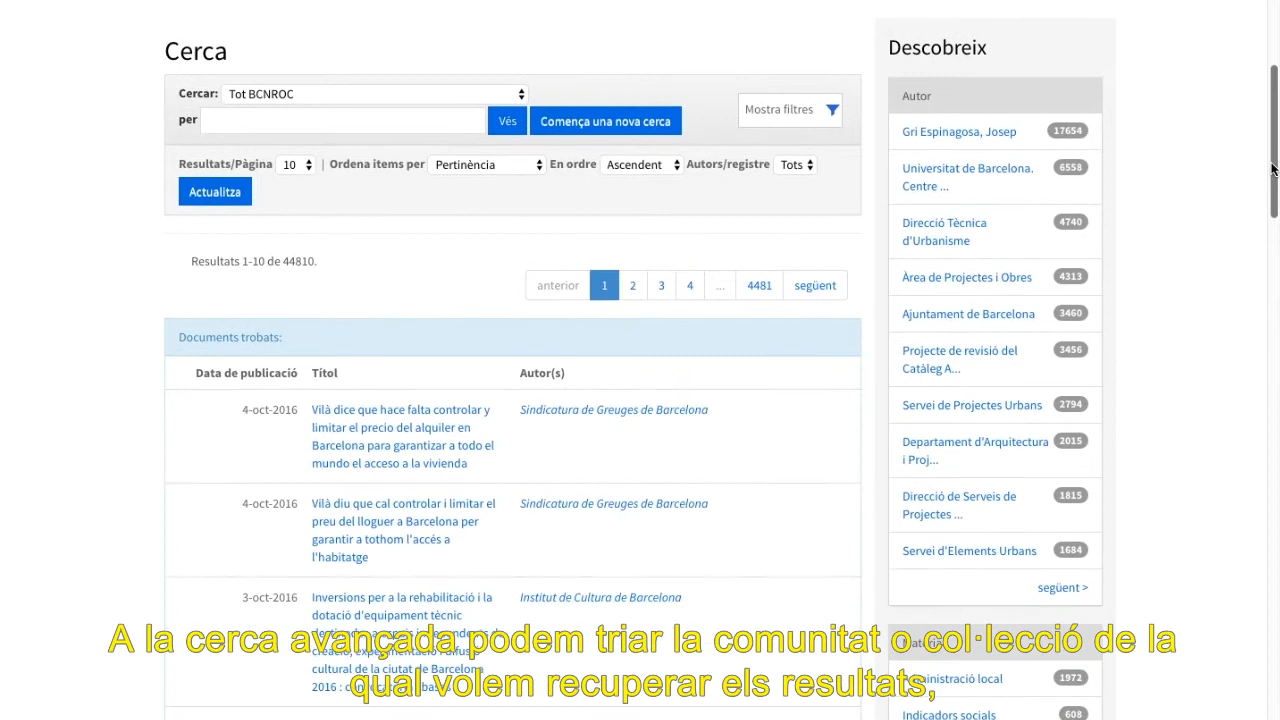 Cerca
Cercar: Tot BCNROC
per
Vés
Comença una nova cerca
Mostra filtres
Resultats/Pàgina 10 | Ordena items per Pertinència En ordre Ascendent Autors/registre Tots
Actualitza
Resultats 1-10 de 44810.
anterior 1 2 3 4 ... 4481 següent
Documents trobats:
Data de publicació Títol Autor(s)
4-oct-2016 Vilà dice que hace falta controlar y Sindicatura de Greuges de Barcelona
limitar el precio del alquiler en
Barcelona para garantizar a todo el
mundo el acceso a la vivienda
4-oct-2016 Vilà diu que cal controlar i limitar el Sindicatura de Greuges de Barcelona
preu del lloguer a Barcelona per
garantir a tothom l'accés a
l'habitatge
3-oct-2016 Inversions per a la rehabilitació i la Institut de Cultura de Barcelona
dotació d'equipament tècnic
cultural de la ciutat de Barcelona
2016 :
Descobreix
Autor
Gri Espinagosa, Josep 17654
Universitat de Barcelona. 6558
Centre ...
Direcció Tècnica 4740
d'Urbanisme
Àrea de Projectes i Obres 4313
Ajuntament de Barcelona 3460
Projecte de revisió del 3456
Catàleg A...
Servei de Projectes Urbans 2794
Departament d'Arquitectura 2015
i Proj...
Direcció de Serveis de 1815
Projectes ...
Servei d'Elements Urbans 1684
següent >
local 1972
Indicadors socials 608
A la cerca avançada podem triar la comunitat o col·lecció de la
qual volem recuperar els resultats,